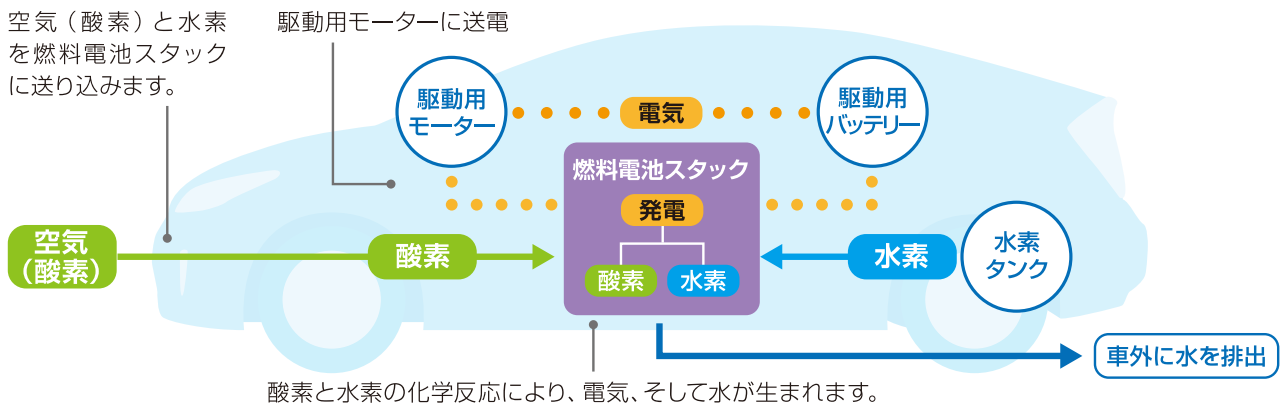 空気（酸素）と水素
を燃料電池スタック
に送り込みます。
駆動用モーターに送電
駆動用
モーター
電気
駆動用
バッテリー
燃料電池スタック
発電
酸素
水素
空気
（酸素）
酸素
水素
水素
タンク
車外に水を排出
酸素と水素の化学反応により、電気、そして水が生まれます。